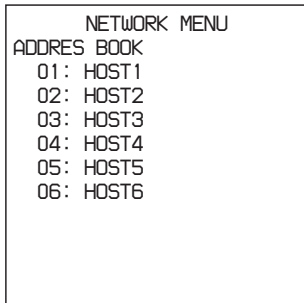 NETWORK MENU
ADDRES BOOK
01: HOST1
02: HOST2
03: HOST3
04: HOST4
05: HOST5
06: HOST6